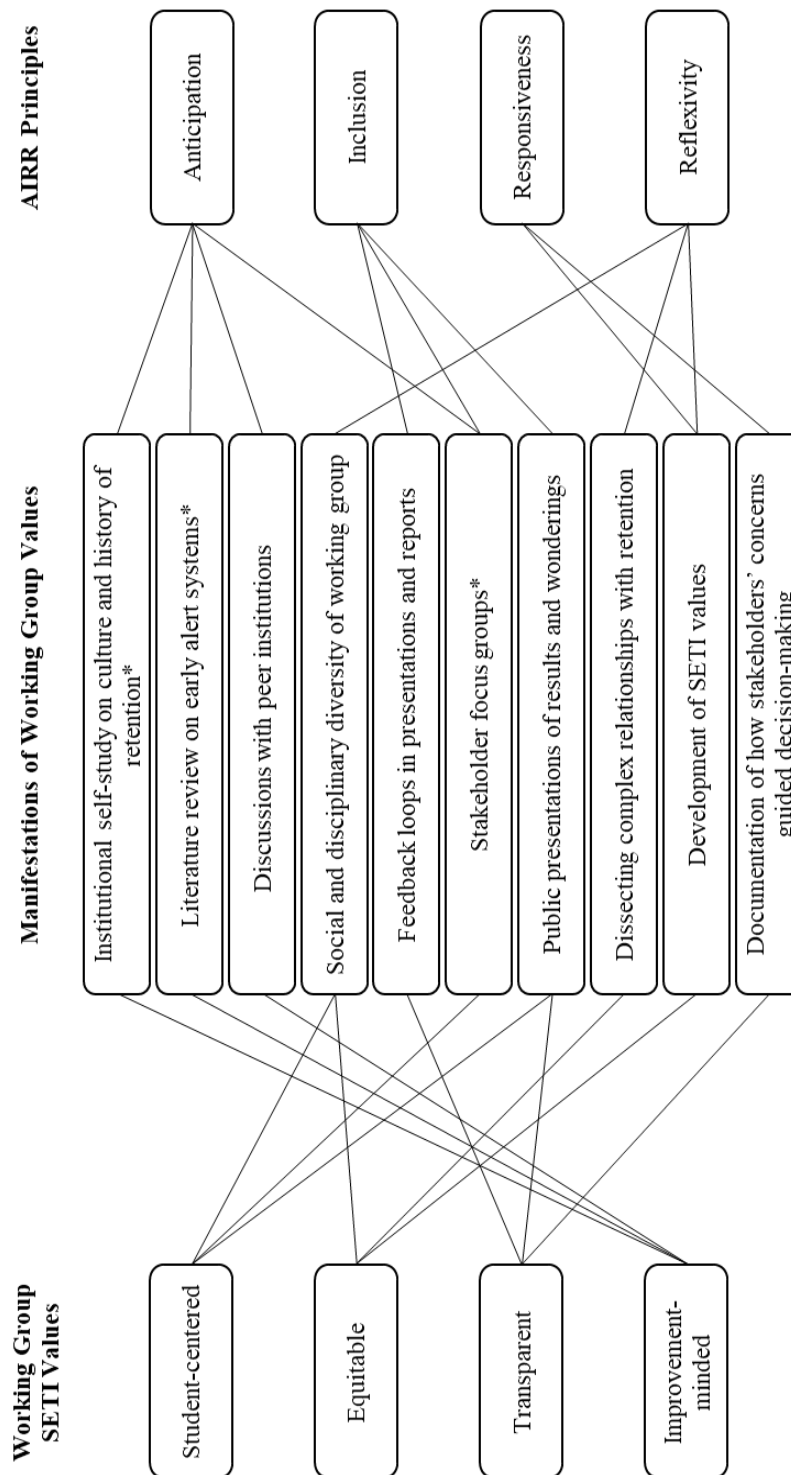 Working Group
SETI Values
Student-centered
Equitable
Transparent
Improvement-
minded
Manifestations of Working Group Values
Institutional self-study on culture and history of
retention*
Literature review on early alert systems*
Discussions with peer institutions
Social and disciplinary diversity of working group
Feedback loops in presentations and reports
Stakeholder focus groups*
Public presentations of results and wonderings
Dissecting complex relationships with retention
Development of SETI values
Documentation of how stakeholders’ concerns
guided decision-making
AIRR Principles
Anticipation
Inclusion
Responsiveness
Reflexivity